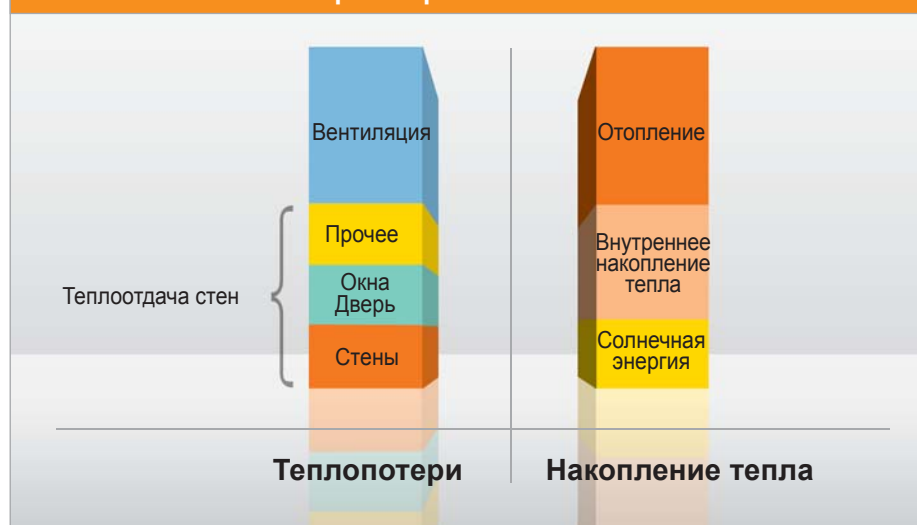 Вентиляция
Прочее
Окна
Дверь
Стены
Теплоотдача стен
Отопление
Внутреннее
накопление
тепла
Солнечная
энергия
Теплопотери
Накопление тепла